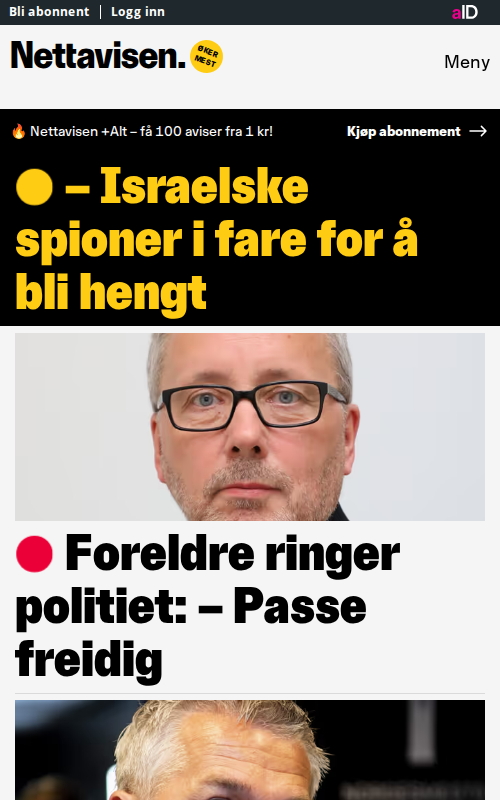 Bli abonnent | Logg inn
aID
Nettavisen.
ØKER
MEST
Meny
🔥 Nettavisen +Alt – få 100 aviser fra 1 kr!
Kjøp abonnement →
– Israelske
spioner i fare for å
bli hengt
Foreldre ringer
politiet: – Passe
freidig